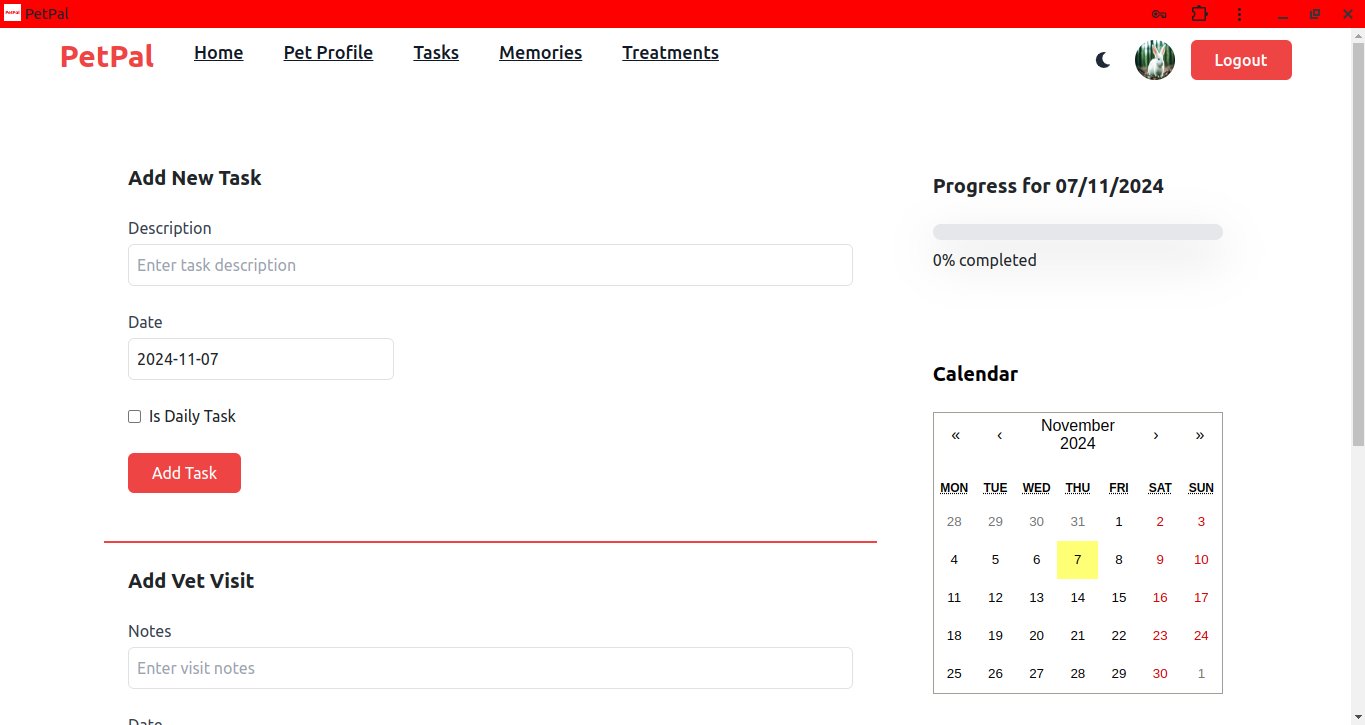 PetPal
PetPal
Home
Pet Profile
Tasks
Memories
Treatments
Logout
Add New Task
Description
Enter task description
Date
2024-11-07
Is Daily Task
Add Task
Add Vet Visit
Notes
Enter visit notes
Date
Progress for 07/11/2024
0% completed
Calendar
« ‹ November 2024 › »
MON TUE WED THU FRI SAT SUN
28 29 30 31 1 2 3
4 5 6 7 8 9 10
11 12 13 14 15 16 17
18 19 20 21 22 23 24
25 26 27 28 29 30 1